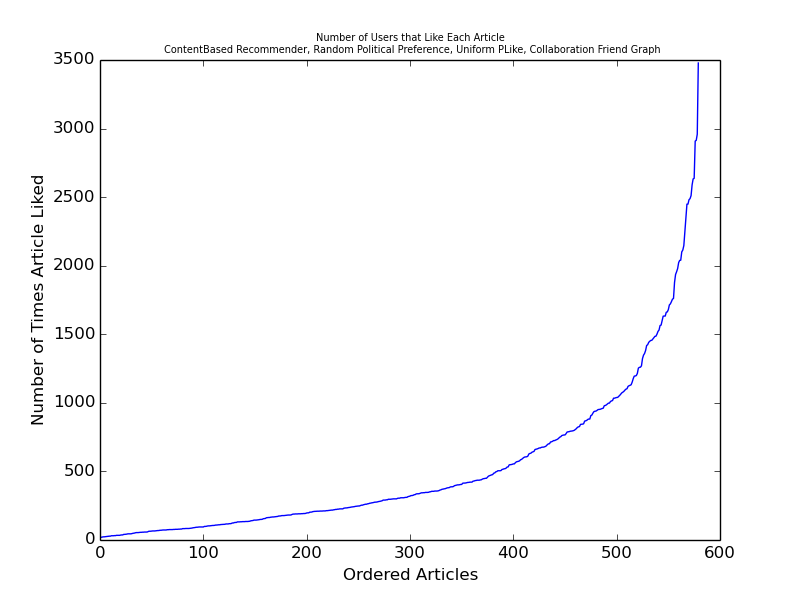 Number of Users that Like Each Article
ContentBased Recommender, Random Political Preference, Uniform PLike, Collaboration Friend Graph
3500
3000
2500
2000
1500
1000
500
0
Number of Times Article Liked
0 100 200 300 400 500 600
Ordered Articles